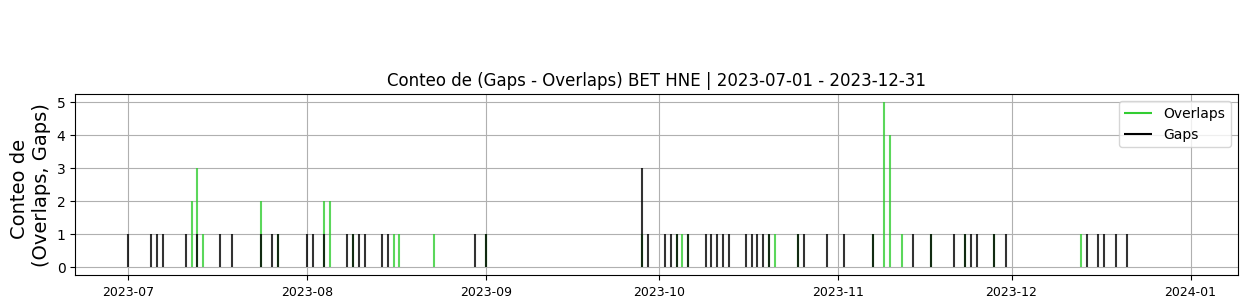 Conteo de (Gaps - Overlaps) BET HNE | 2023-07-01 - 2023-12-31
Conteo de
(Overlaps, Gaps)
5
4
3
2
1
0
Overlaps
Gaps
2023-07
2023-08
2023-09
2023-10
2023-11
2023-12
2024-01